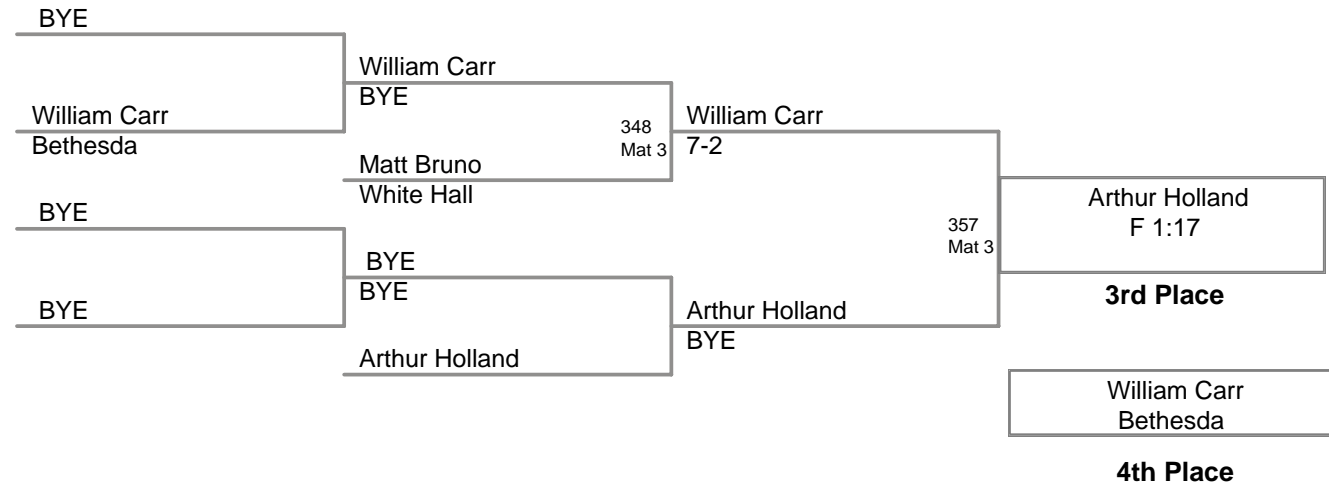 BYE
William Carr
BYE
William Carr
Bethesda
348
Mat 3
William Carr
7-2
Matt Bruno
White Hall
BYE
357
Mat 3
Arthur Holland
F 1:17
3rd Place
BYE
BYE
BYE
Arthur Holland
BYE
Arthur Holland
William Carr
Bethesda
4th Place